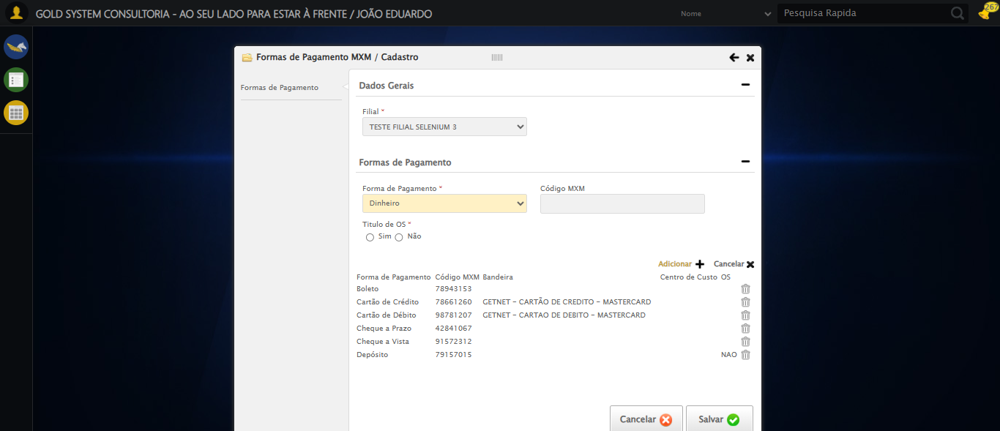 GOLD SYSTEM CONSULTORIA - AO SEU LADO PARA ESTAR À FRENTE / JOÃO EDUARDO
Nome
Pesquisa Rapida
267
Formas de Pagamento MXM / Cadastro
Formas de Pagamento
Dados Gerais
Filial *
TESTE FILIAL SELENIUM 3
Formas de Pagamento
Forma de Pagamento * Código MXM
Dinheiro
Titulo de OS *
Sim Não
Adicionar Cancelar
Forma de Pagamento Código MXM Bandeira Centro de Custo OS
Boleto 78943153
Cartão de Crédito 78661260 GETNET - CARTÃO DE CREDITO - MASTERCARD
Cartão de Débito 98781207 GETNET - CARTAO DE DEBITO - MASTERCARD
Cheque a Prazo 42841067
Cheque a Vista 91572312
Depósito 79157015 NAO
Cancelar Salvar